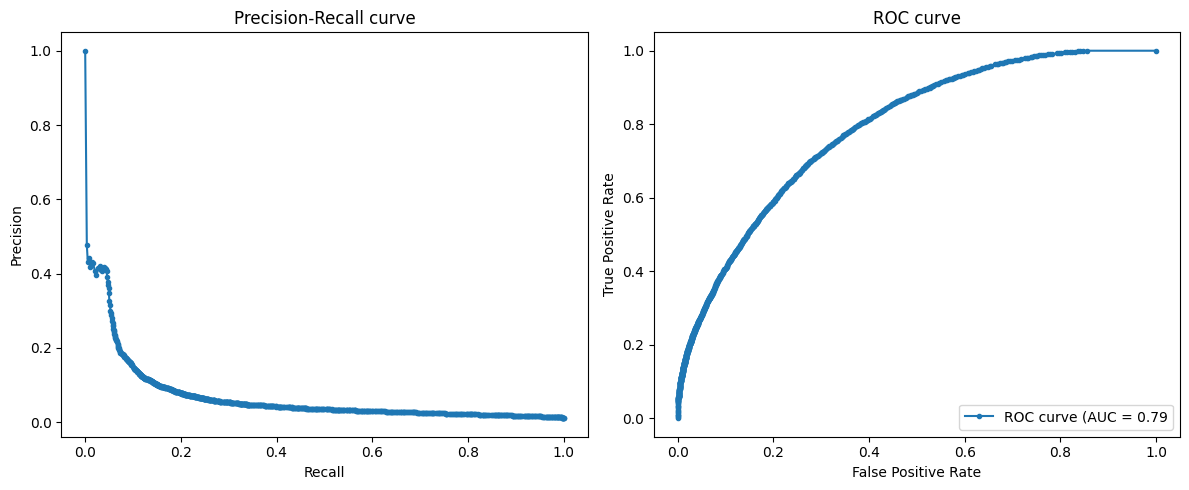 Precision-Recall curve
Precision
1.0
0.8
0.6
0.4
0.2
0.0
0.0 0.2 0.4 0.6 0.8 1.0
Recall
ROC curve
True Positive Rate
1.0
0.8
0.6
0.4
0.2
0.0
ROC curve (AUC = 0.79
0.0 0.2 0.4 0.6 0.8 1.0
False Positive Rate